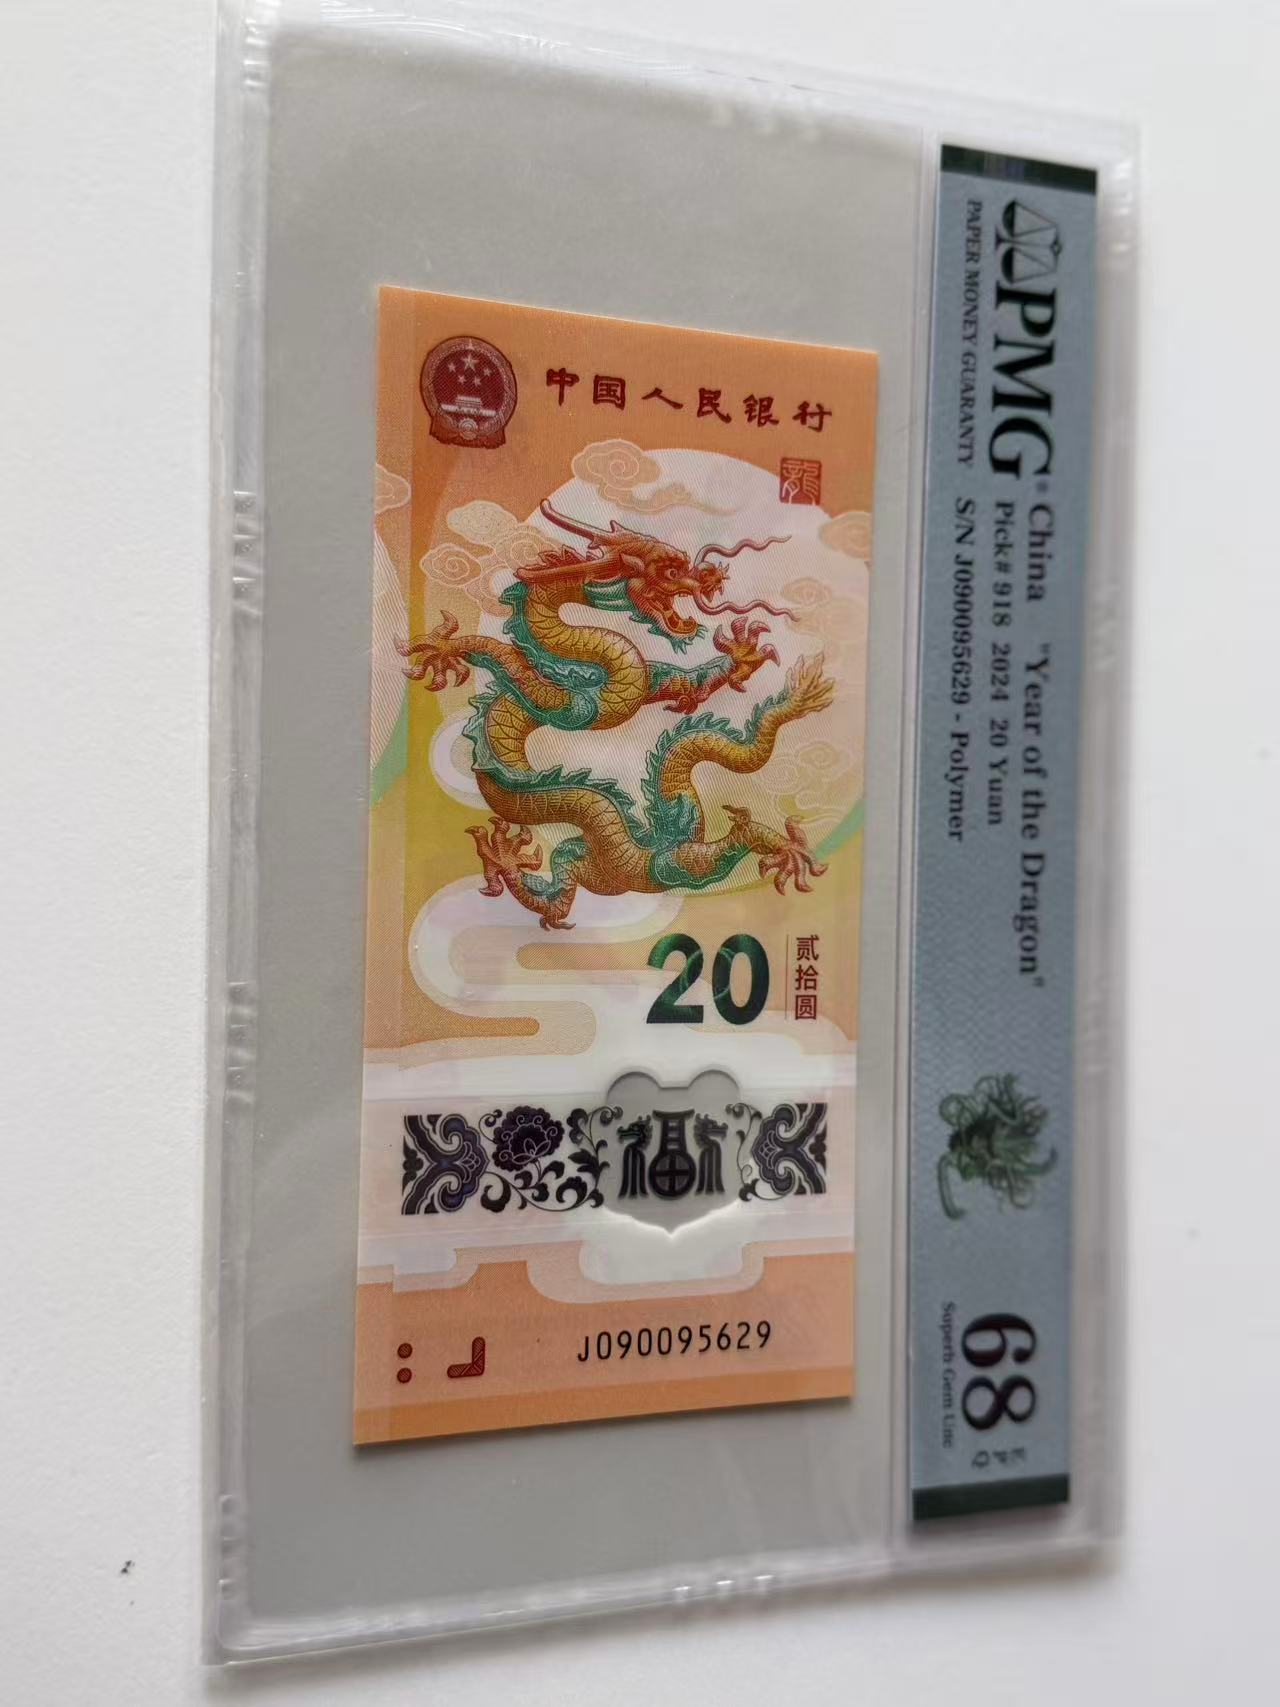 中国人民银行
龍
20
贰拾圆
福
J090095629
PMG
PAPER MONEY GUARANTY
China "Year of the Dragon"
Pick# 918 2024 20 Yuan
S/N J090095629 - Polymer
68
EPQ
Superb Gem Unc